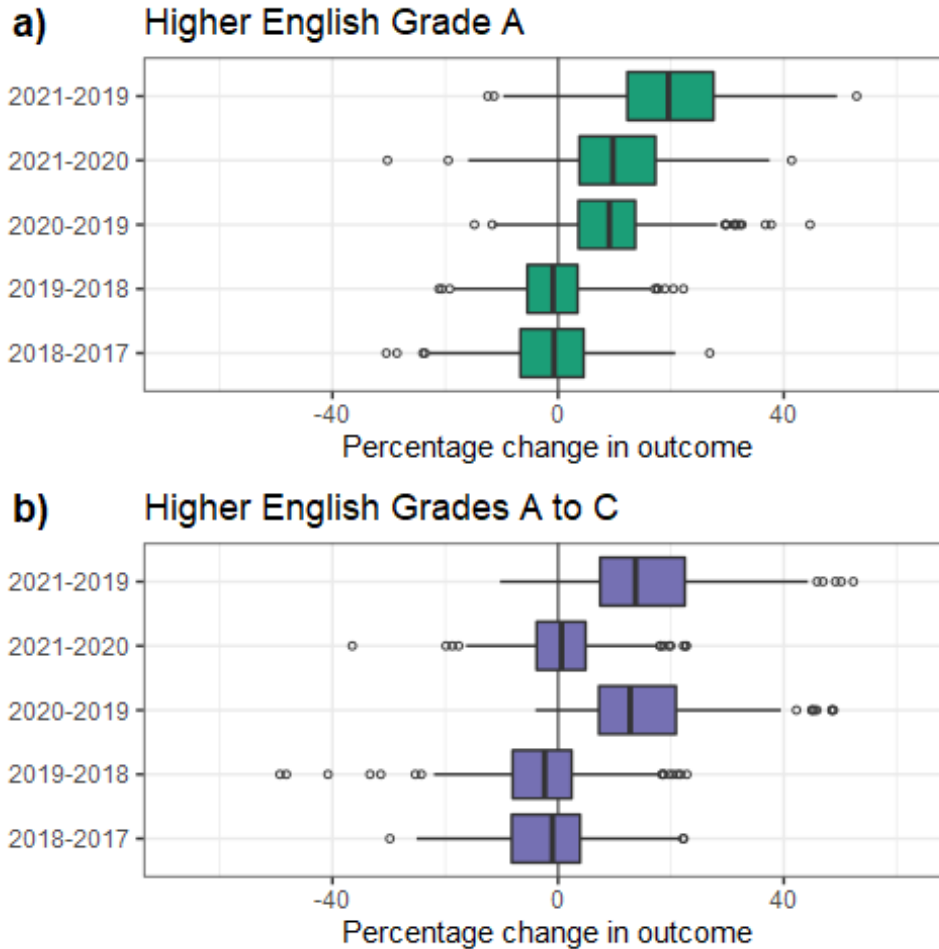 a) Higher English Grade A
2021-2019
2021-2020
2020-2019
2019-2018
2018-2017
-40 0 40
Percentage change in outcome
b) Higher English Grades A to C
2021-2019
2021-2020
2020-2019
2019-2018
2018-2017
-40 0 40
Percentage change in outcome